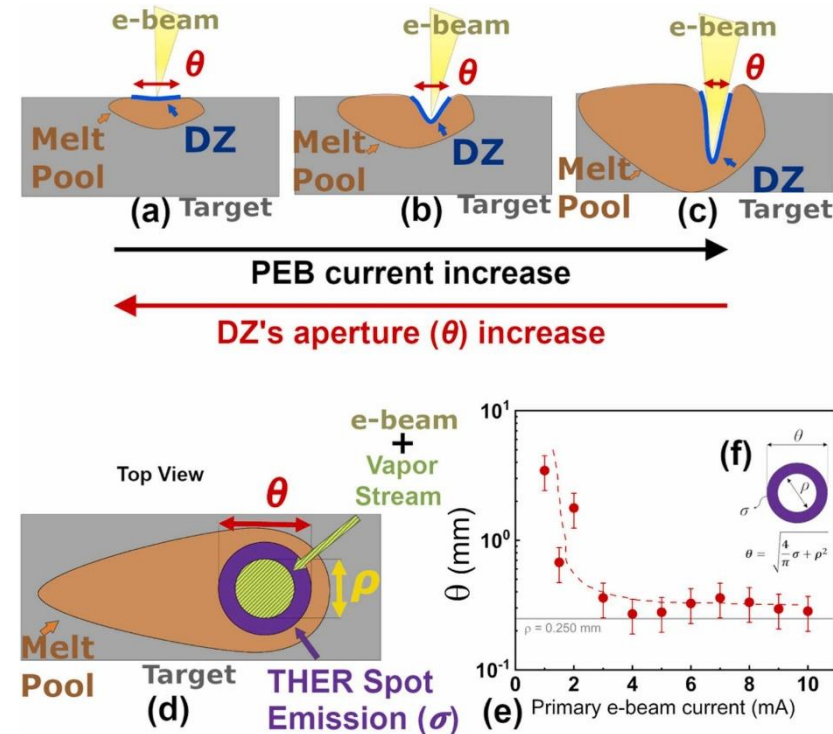 e-beam
θ
DZ
Melt
Pool
(a) Target
e-beam
θ
DZ
Melt
Pool
(b) Target
e-beam
θ
DZ
Melt
Pool
(c) Target
PEB current increase
DZ's aperture (θ) increase
Top View
e-beam
+
Vapor
Stream
θ
ρ
Melt
Pool
Target
(d)
THER Spot
Emission (σ)
θ (mm)
10¹
10⁰
10⁻¹
ρ = 0.250 mm
0 2 4 6 8 10
(e) Primary e-beam current (mA)
(f)
θ
ρ
σ
θ = √(4/π σ + ρ²)